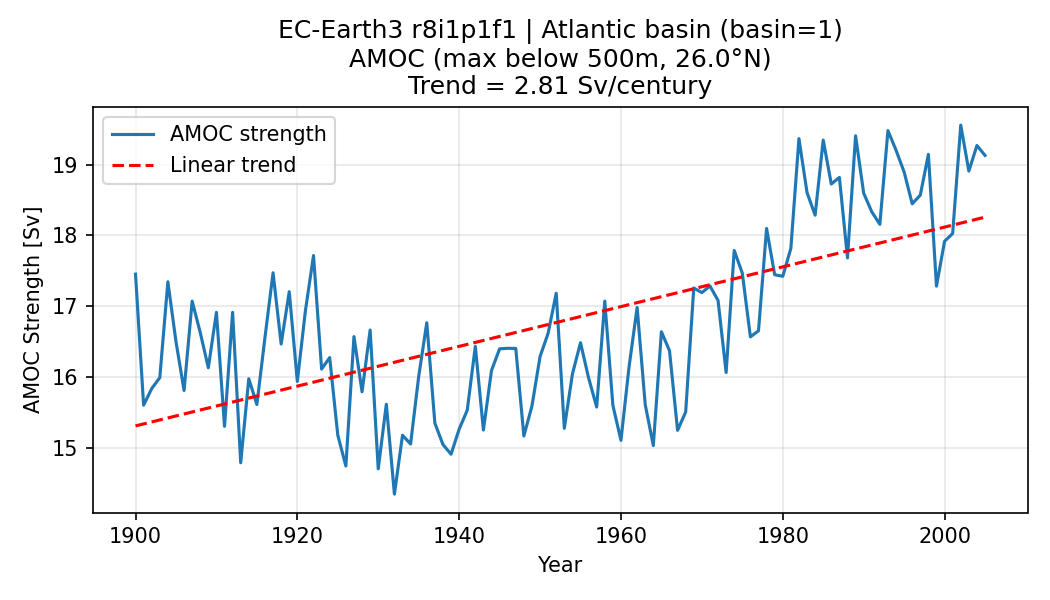 EC-Earth3 r8i1p1f1 | Atlantic basin (basin=1)
AMOC (max below 500m, 26.0°N)
Trend = 2.81 Sv/century
AMOC strength
Linear trend
AMOC Strength [Sv]
19
18
17
16
15
1900
1920
1940
1960
1980
2000
Year